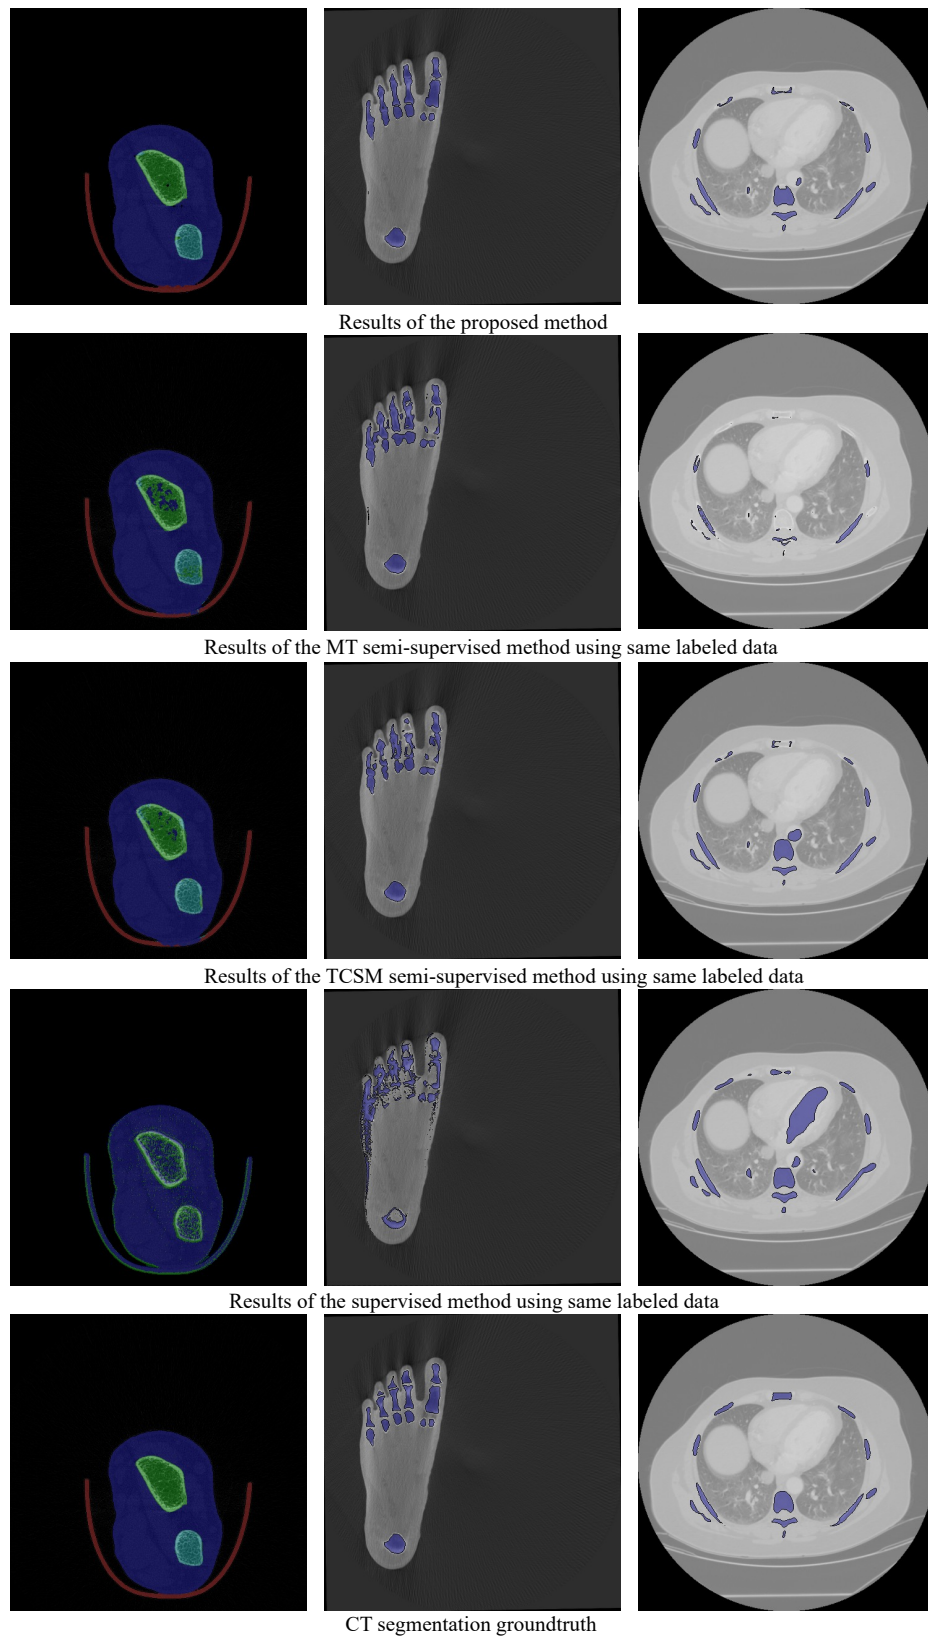 Results of the proposed method
Results of the MT semi-supervised method using same labeled data
Results of the TCSM semi-supervised method using same labeled data
Results of the supervised method using same labeled data
CT segmentation groundtruth